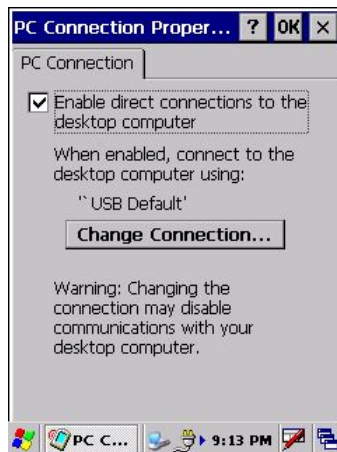 PC Connection Proper... ? OK ×
PC Connection
Enable direct connections to the
desktop computer
When enabled, connect to the
desktop computer using:
"`USB Default'
Change Connection...
Warning: Changing the
connection may disable
communications with your
desktop computer.
PC C... 9:13 PM